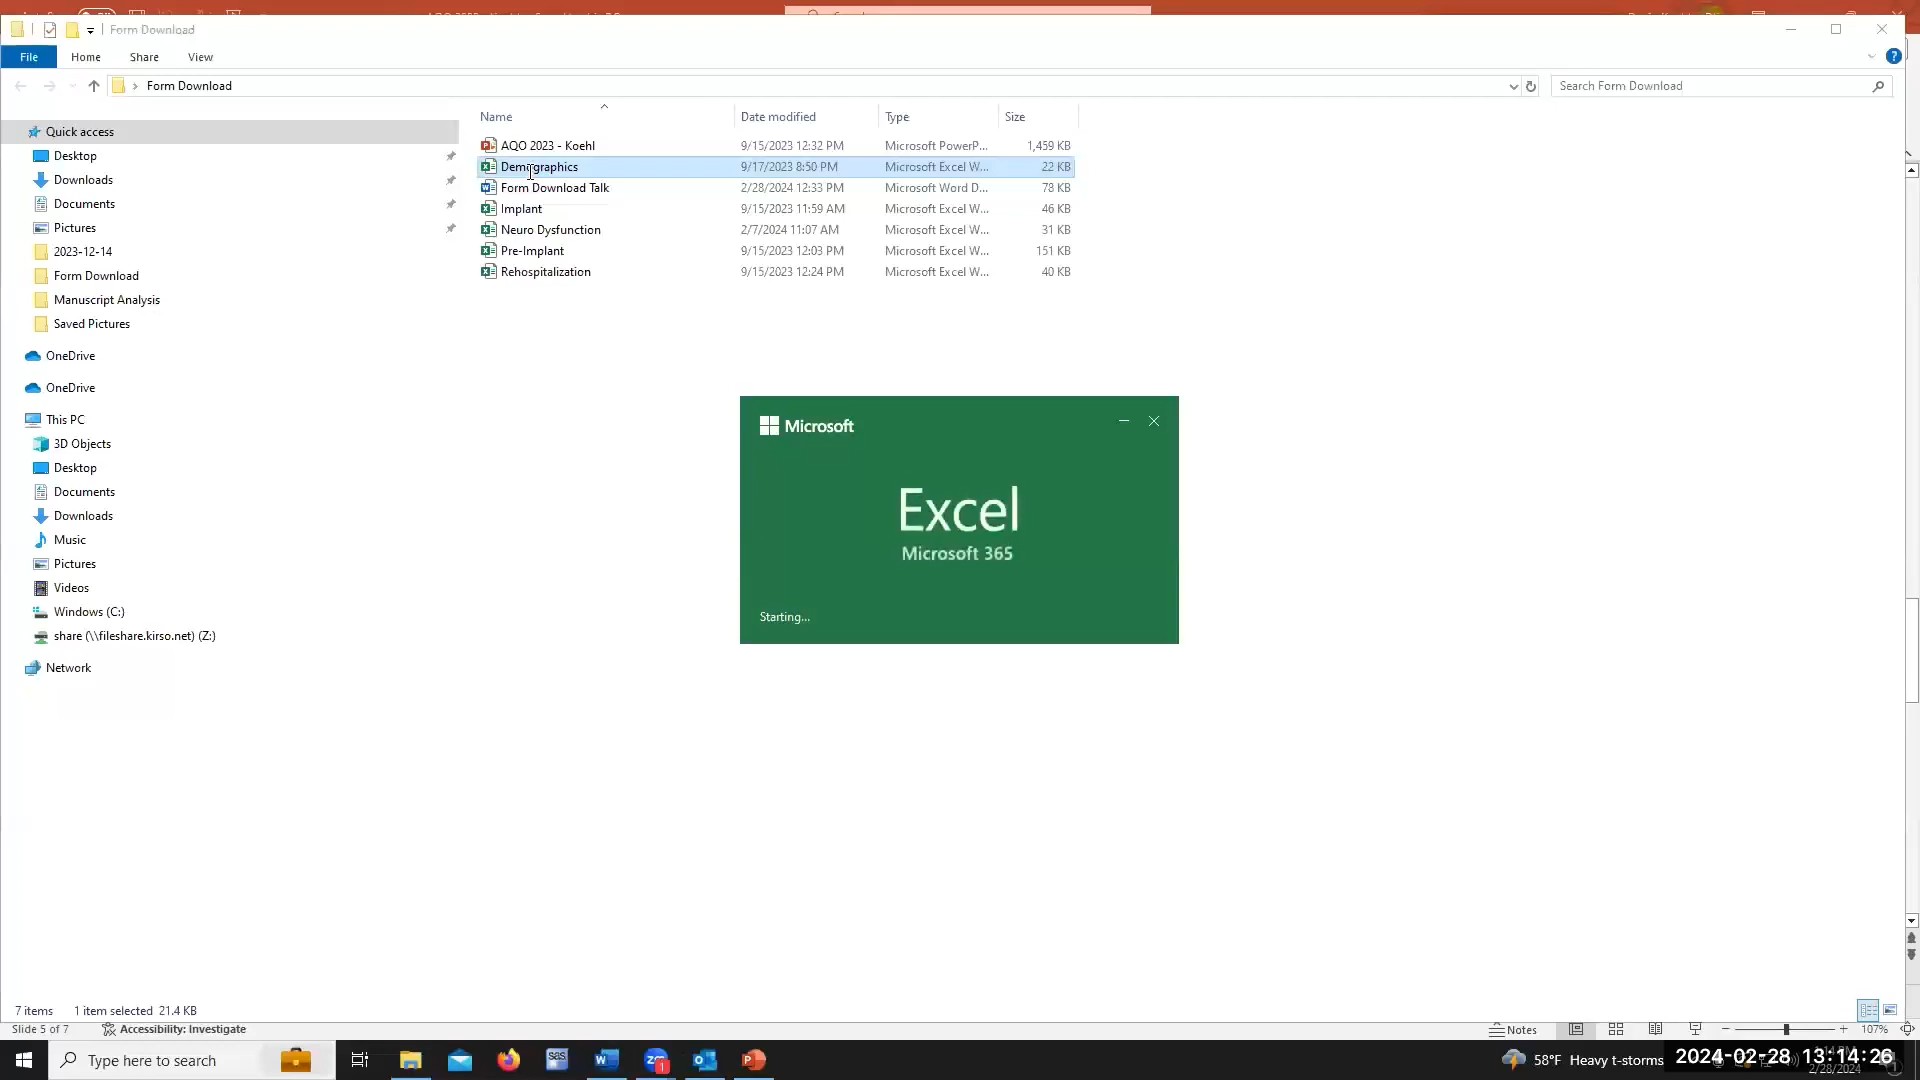 Form Download
File Home Share View
Form Download
Search Form Download
Name Date modified Type Size
Quick access
Desktop
Downloads
Documents
Pictures
2023-12-14
Form Download
Manuscript Analysis
Saved Pictures
OneDrive
OneDrive
This PC
3D Objects
Desktop
Documents
Downloads
Music
Pictures
Videos
Windows (C:)
share (\\fileshare.kirso.net) (Z:)
Network
AQO 2023 - Koehl 9/15/2023 12:32 PM Microsoft PowerP... 1,459 KB
Demographics 9/17/2023 8:50 PM Microsoft Excel W... 22 KB
Form Download Talk 2/28/2024 12:33 PM Microsoft Word D... 78 KB
Implant 9/15/2023 11:59 AM Microsoft Excel W... 46 KB
Neuro Dysfunction 2/7/2024 11:07 AM Microsoft Excel W... 31 KB
Pre-Implant 9/15/2023 12:03 PM Microsoft Excel W... 151 KB
Rehospitalization 9/15/2023 12:24 PM Microsoft Excel W... 40 KB
Microsoft
Excel
Microsoft 365
Starting...
7 items 1 item selected 21.4 KB
Slide 5 of 7 Accessibility: Investigate Notes 107%
Type here to search
58°F Heavy t-storms
2024-02-28 13:14:26
2/28/2024